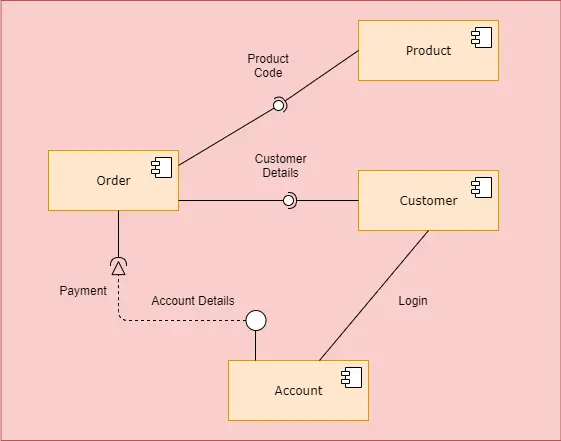 Product
Code
Product
Customer
Details
Order
Customer
Payment
Account Details
Login
Account